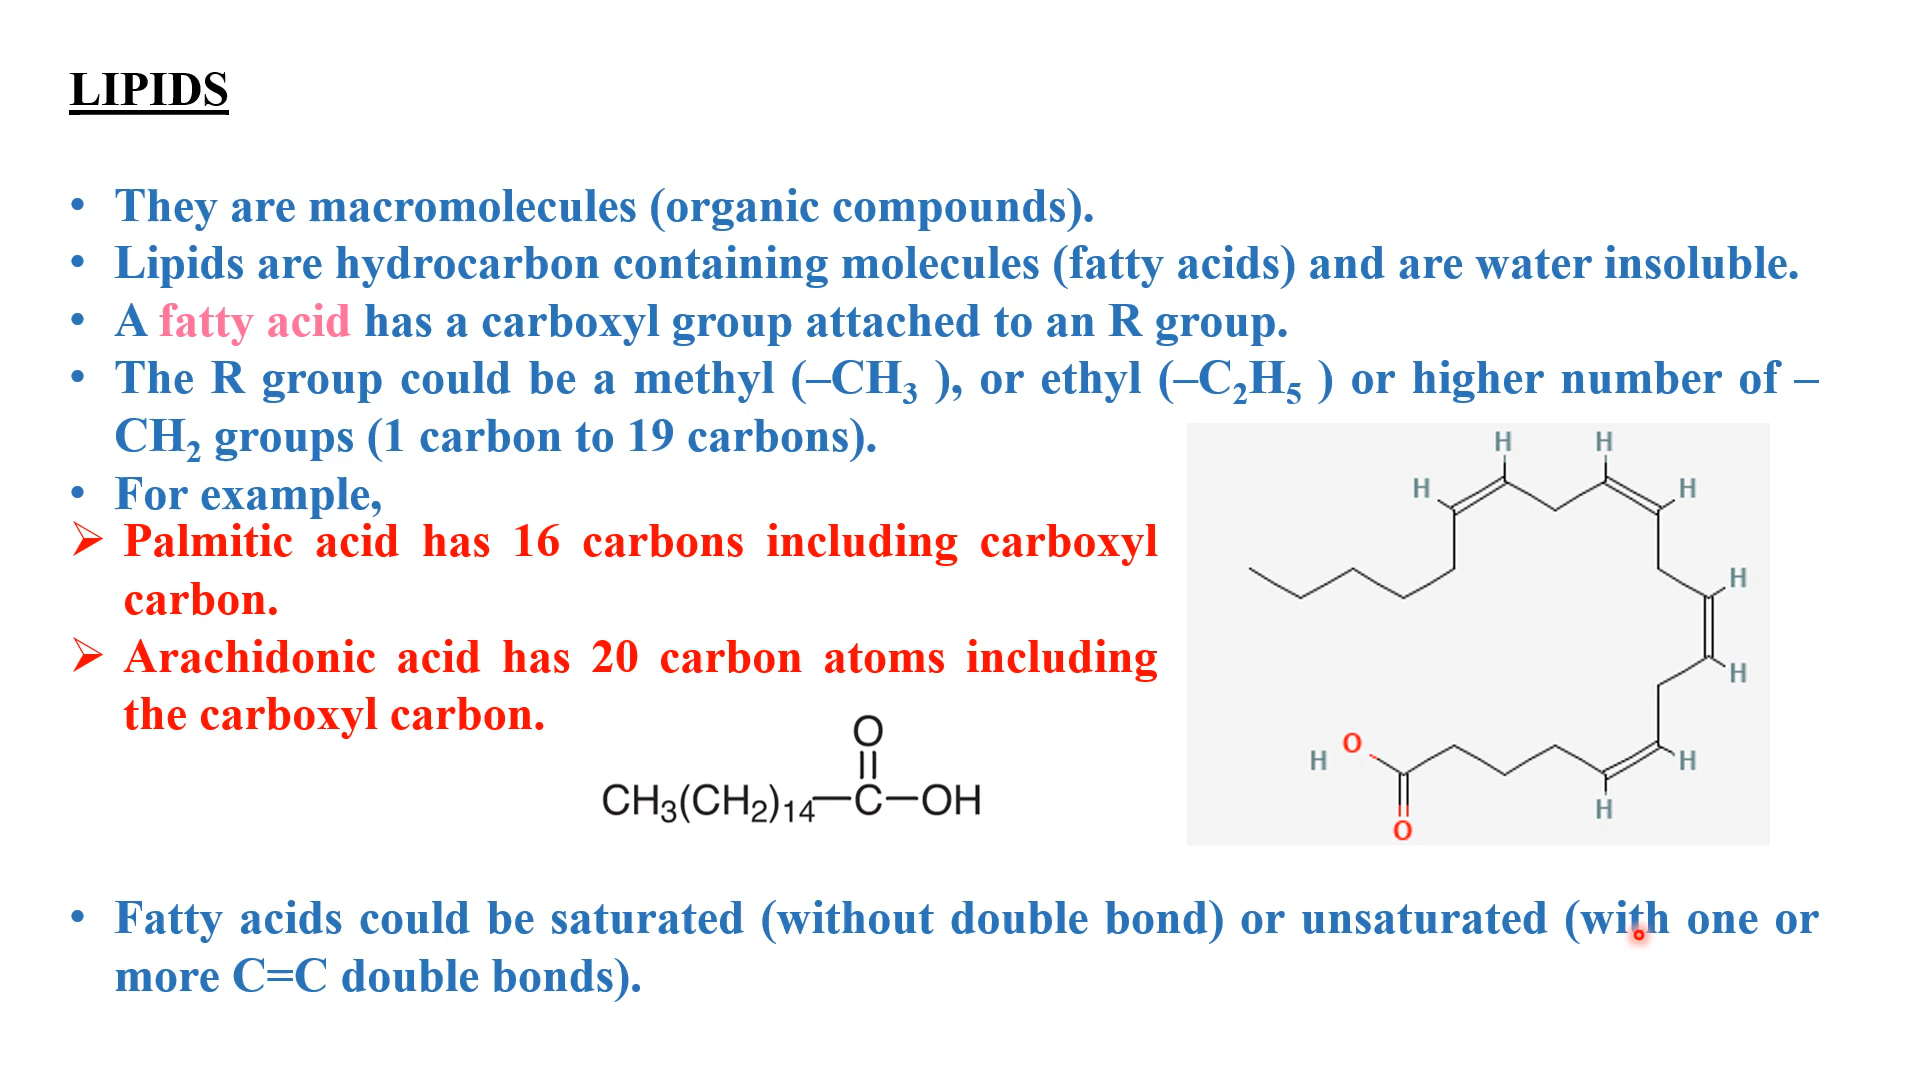 LIPIDS
• They are macromolecules (organic compounds).
• Lipids are hydrocarbon containing molecules (fatty acids) and are water insoluble.
• A fatty acid has a carboxyl group attached to an R group.
• The R group could be a methyl (–CH₃ ), or ethyl (–C₂H₅ ) or higher number of –
CH₂ groups (1 carbon to 19 carbons).
• For example,
➢ Palmitic acid has 16 carbons including carboxyl
carbon.
➢ Arachidonic acid has 20 carbon atoms including
the carboxyl carbon.
O
CH₃(CH₂)₁₄—C—OH
H H
H H
H
H
H O H
H
O
• Fatty acids could be saturated (without double bond) or unsaturated (with one or
more C=C double bonds).